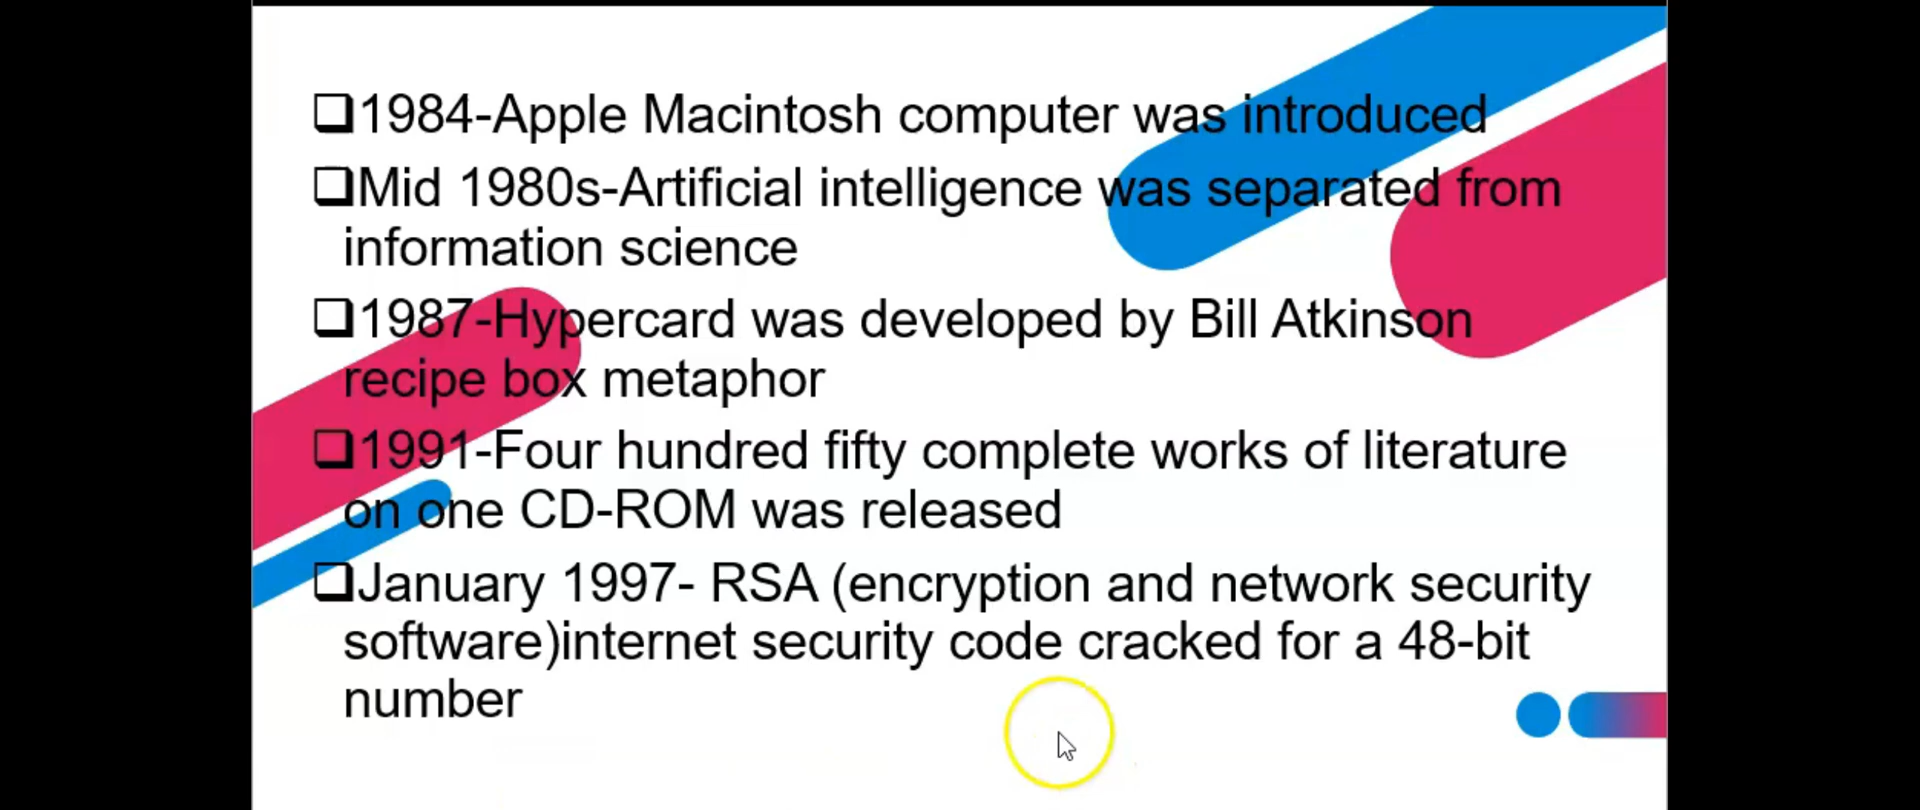 ❑1984-Apple Macintosh computer was introduced
❑Mid 1980s-Artificial intelligence was separated from
information science
❑1987-Hypercard was developed by Bill Atkinson
recipe box metaphor
❑1991-Four hundred fifty complete works of literature
on one CD-ROM was released
❑January 1997- RSA (encryption and network security
software)internet security code cracked for a 48-bit
number